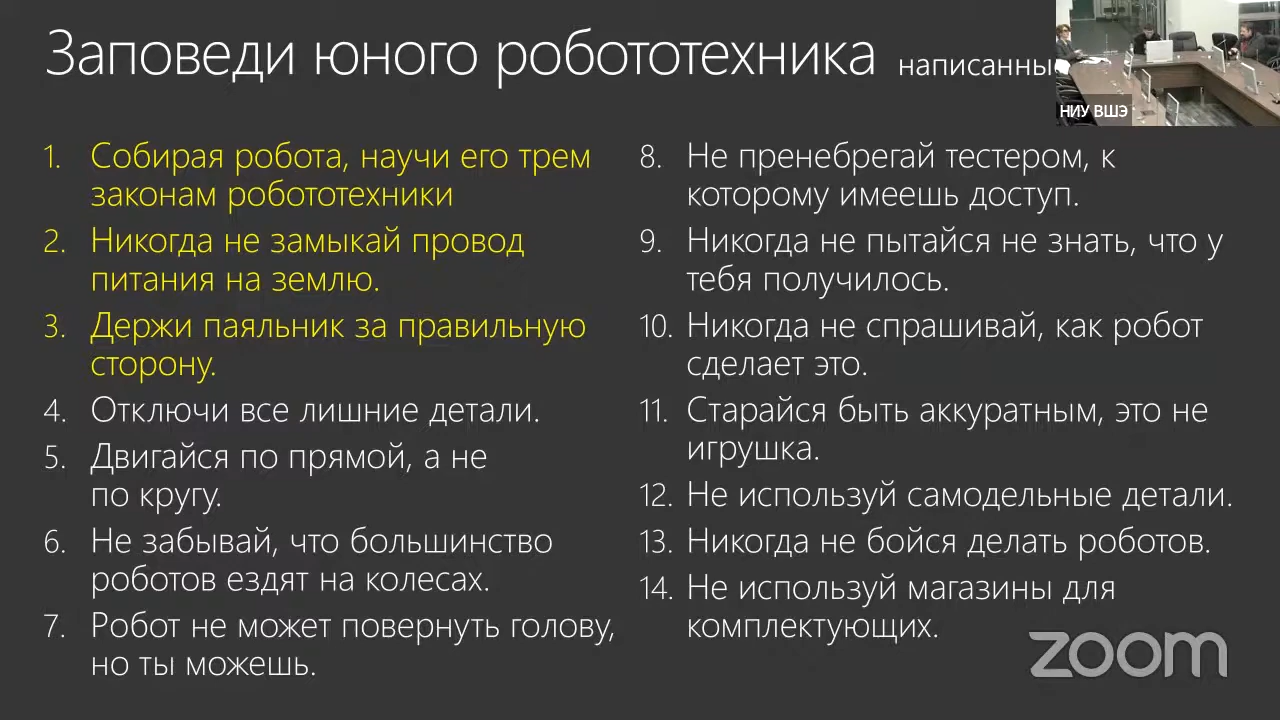 Заповеди юного робототехника написанны
НИУ ВШЭ
1. Собирая робота, научи его трем
законам робототехники
2. Никогда не замыкай провод
питания на землю.
3. Держи паяльник за правильную
сторону.
4. Отключи все лишние детали.
5. Двигайся по прямой, а не
по кругу.
6. Не забывай, что большинство
роботов ездят на колесах.
7. Робот не может повернуть голову,
но ты можешь.
8. Не пренебрегай тестером, к
которому имеешь доступ.
9. Никогда не пытайся не знать, что у
тебя получилось.
10. Никогда не спрашивай, как робот
сделает это.
11. Старайся быть аккуратным, это не
игрушка.
12. Не используй самодельные детали.
13. Никогда не бойся делать роботов.
14. Не используй магазины для
комплектующих.
zoom